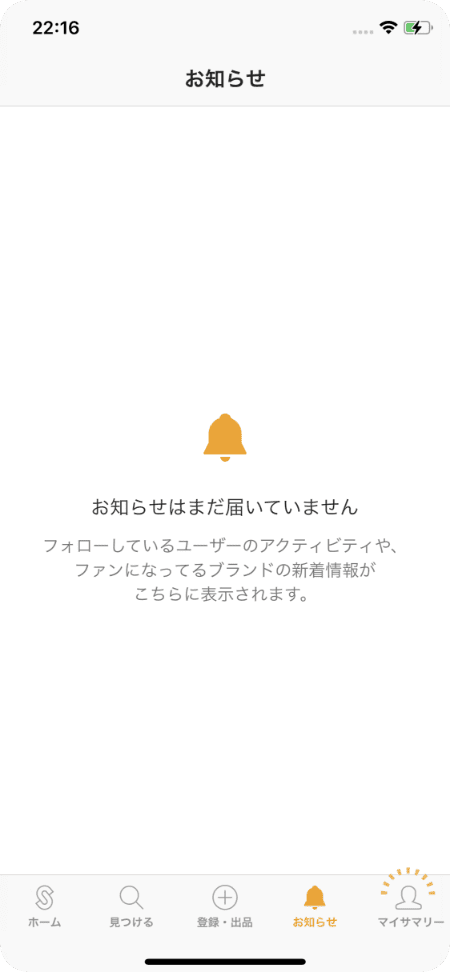 22:16
お知らせ
お知らせはまだ届いていません
フォローしているユーザーのアクティビティや、
ファンになってるブランドの新着情報が
こちらに表示されます。
ホーム
見つける
登録・出品
お知らせ
マイサマリー